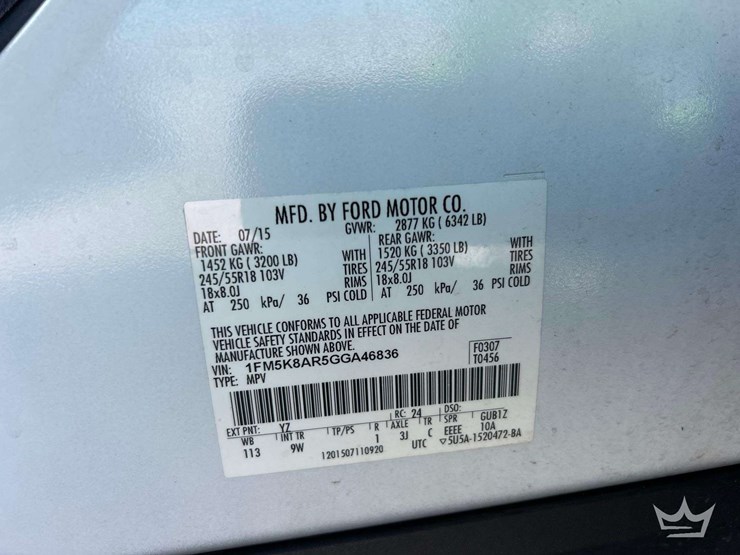 MFD. BY FORD MOTOR CO.
DATE: 07/15 GVWR: 2877 KG ( 6342 LB)
FRONT GAWR: REAR GAWR:
1452 KG ( 3200 LB) WITH 1520 KG ( 3350 LB) WITH
245/55R18 103V TIRES 245/55R18 103V TIRES
18x8.0J RIMS 18x8.0J RIMS
AT 250 kPa/ 36 PSI COLD AT 250 kPa/ 36 PSI COLD
THIS VEHICLE CONFORMS TO ALL APPLICABLE FEDERAL MOTOR
VEHICLE SAFETY STANDARDS IN EFFECT ON THE DATE OF
MANUFACTURE SHOWN ABOVE.
VIN: 1FM5K8AR5GGA46836 F0307
TYPE: MPV T0456
EXT PNT: YZ RC: 24 DSO:
WB INT TR TP/PS R AXLE TR SPR GUB1Z
113 9W 1 3J C EEEE 10A
1201507110920 UTC 5U5A-1520472-BA